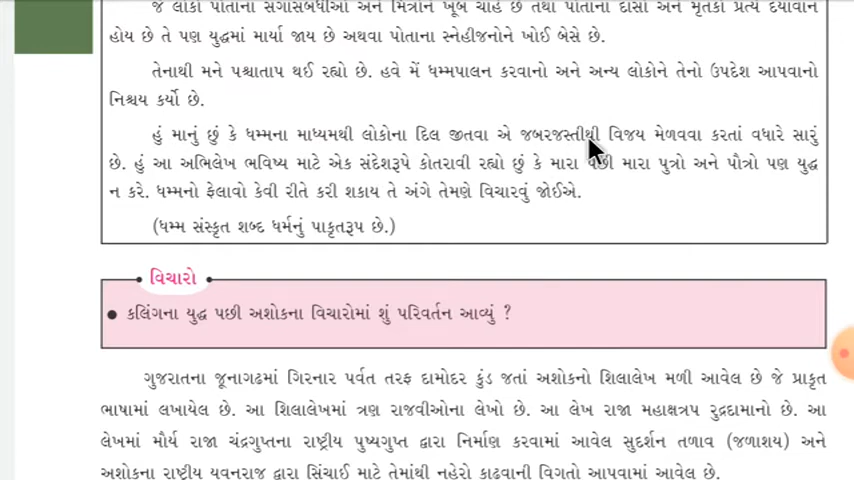 જે લોકો પોતાના સગાંસંબંધીઓ અને મિત્રોને ખૂબ ચાહે છે તથા પોતાના દાસો અને મૃતકો પ્રત્યે દયાવાન
હોય છે તે પણ યુદ્ધમાં માર્યા જાય છે અથવા પોતાના સ્નેહીજનોને ખોઈ બેસે છે.
તેનાથી મને પશ્ચાતાપ થઈ રહ્યો છે. હવે મેં ધમ્મપાલન કરવાનો અને અન્ય લોકોને તેનો ઉપદેશ આપવાનો
નિશ્ચય કર્યો છે.
હું માનું છું કે ધમ્મના માધ્યમથી લોકોના દિલ જીતવા એ જબરજસ્તીથી વિજય મેળવવા કરતાં વધારે સારું
છે. હું આ અભિલેખ ભવિષ્ય માટે એક સંદેશરૂપે કોતરાવી રહ્યો છું કે મારા પછી મારા પુત્રો અને પૌત્રો પણ યુદ્ધ
ન કરે. ધમ્મનો ફેલાવો કેવી રીતે કરી શકાય તે અંગે તેમણે વિચારવું જોઈએ.
(ધમ્મ સંસ્કૃત શબ્દ ધર્મનું પાકૃતરૂપ છે.)
વિચારો
● કલિંગના યુદ્ધ પછી અશોકના વિચારોમાં શું પરિવર્તન આવ્યું ?
ગુજરાતના જૂનાગઢમાં ગિરનાર પર્વત તરફ દામોદર કુંડ જતાં અશોકનો શિલાલેખ મળી આવેલ છે જે પ્રાકૃત
ભાષામાં લખાયેલ છે. આ શિલાલેખમાં ત્રણ રાજવીઓના લેખો છે. આ લેખ રાજા મહાક્ષત્રપ રુદ્રદામાનો છે. આ
લેખમાં મૌર્ય રાજા ચંદ્રગુપ્તના રાષ્ટ્રીય પુષ્યગુપ્ત દ્વારા નિર્માણ કરવામાં આવેલ સુદર્શન તળાવ (જળાશય) અને
અશોકના રાષ્ટ્રીય યવનરાજ દ્વારા સિંચાઈ માટે તેમાંથી નહેરો કાઢવાની વિગતો આપવામાં આવેલ છે.